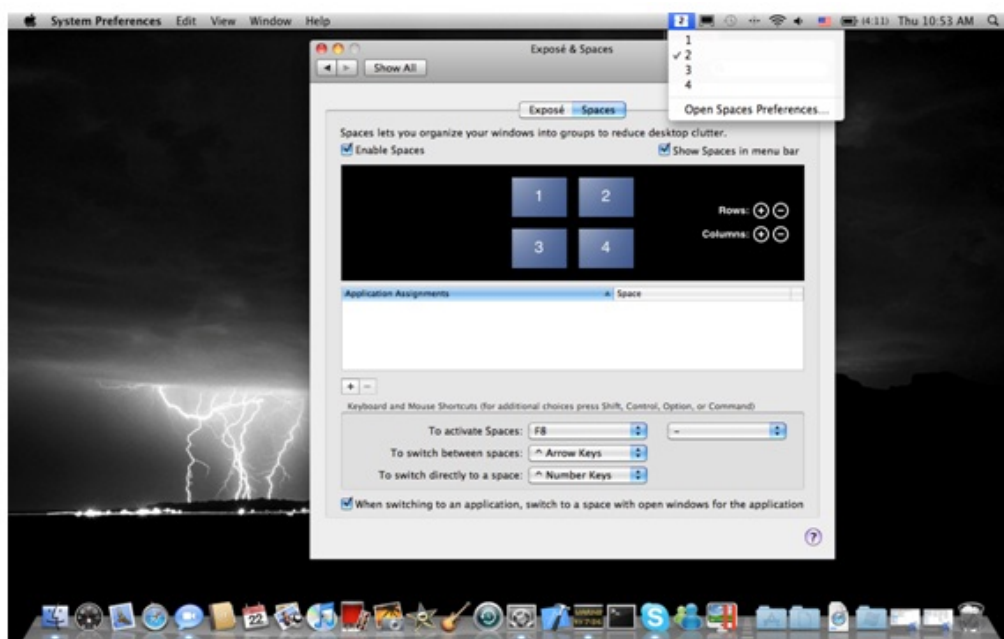 System Preferences Edit View Window Help 2 (4:11) Thu 10:53 AM
1
✓ 2
3
4
Open Spaces Preferences...
Exposé & Spaces
Show All
Exposé Spaces
Spaces lets you organize your windows into groups to reduce desktop clutter.
Enable Spaces Show Spaces in menu bar
1 2
Rows:
Columns:
3 4
Application Assignments Space
+ -
Keyboard and Mouse Shortcuts (for additional choices press Shift, Control, Option, or Command)
To activate Spaces: F8 -
To switch between spaces: ^ Arrow Keys
To switch directly to a space: ^ Number Keys
When switching to an application, switch to a space with open windows for the application
?
22